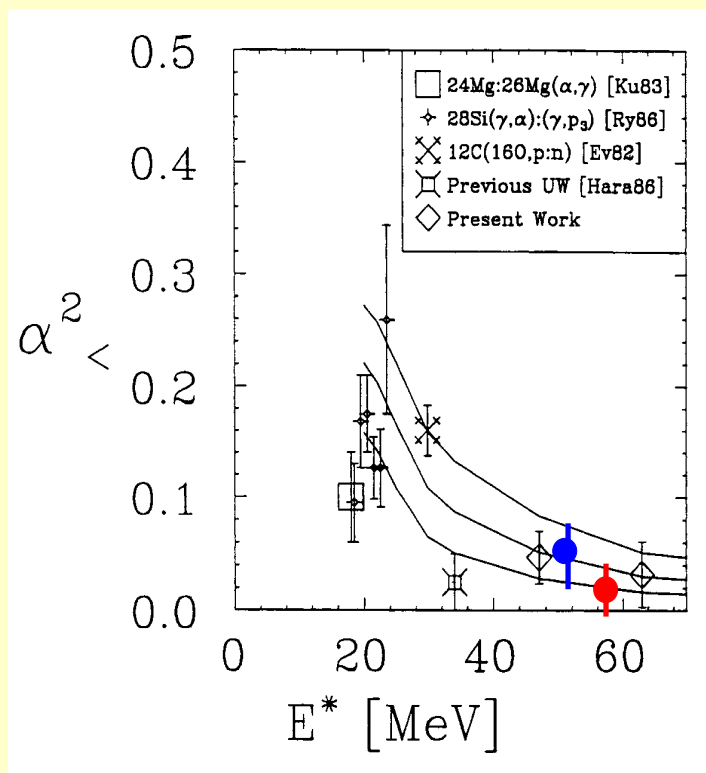 0.5
0.4
0.3
0.2
0.1
0.0
α²<
0 20 40 60
E* [MeV]
24Mg:26Mg(α,γ) [Ku83]
28Si(γ,α):(γ,p₃) [Ry86]
12C(160,p:n) [Ev82]
Previous UW [Hara86]
Present Work